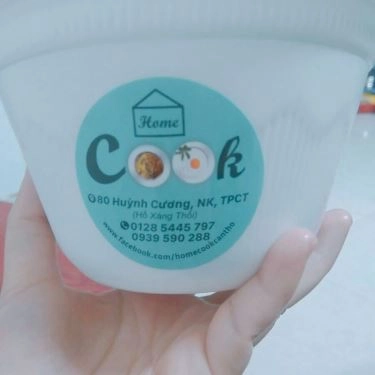 Home
Cook
80 Huỳnh Cương, NK, TPCT
(Hồ Xáng Thổi)
0128 5445 797
0939 590 288
www.facebook.com/homecookcantho